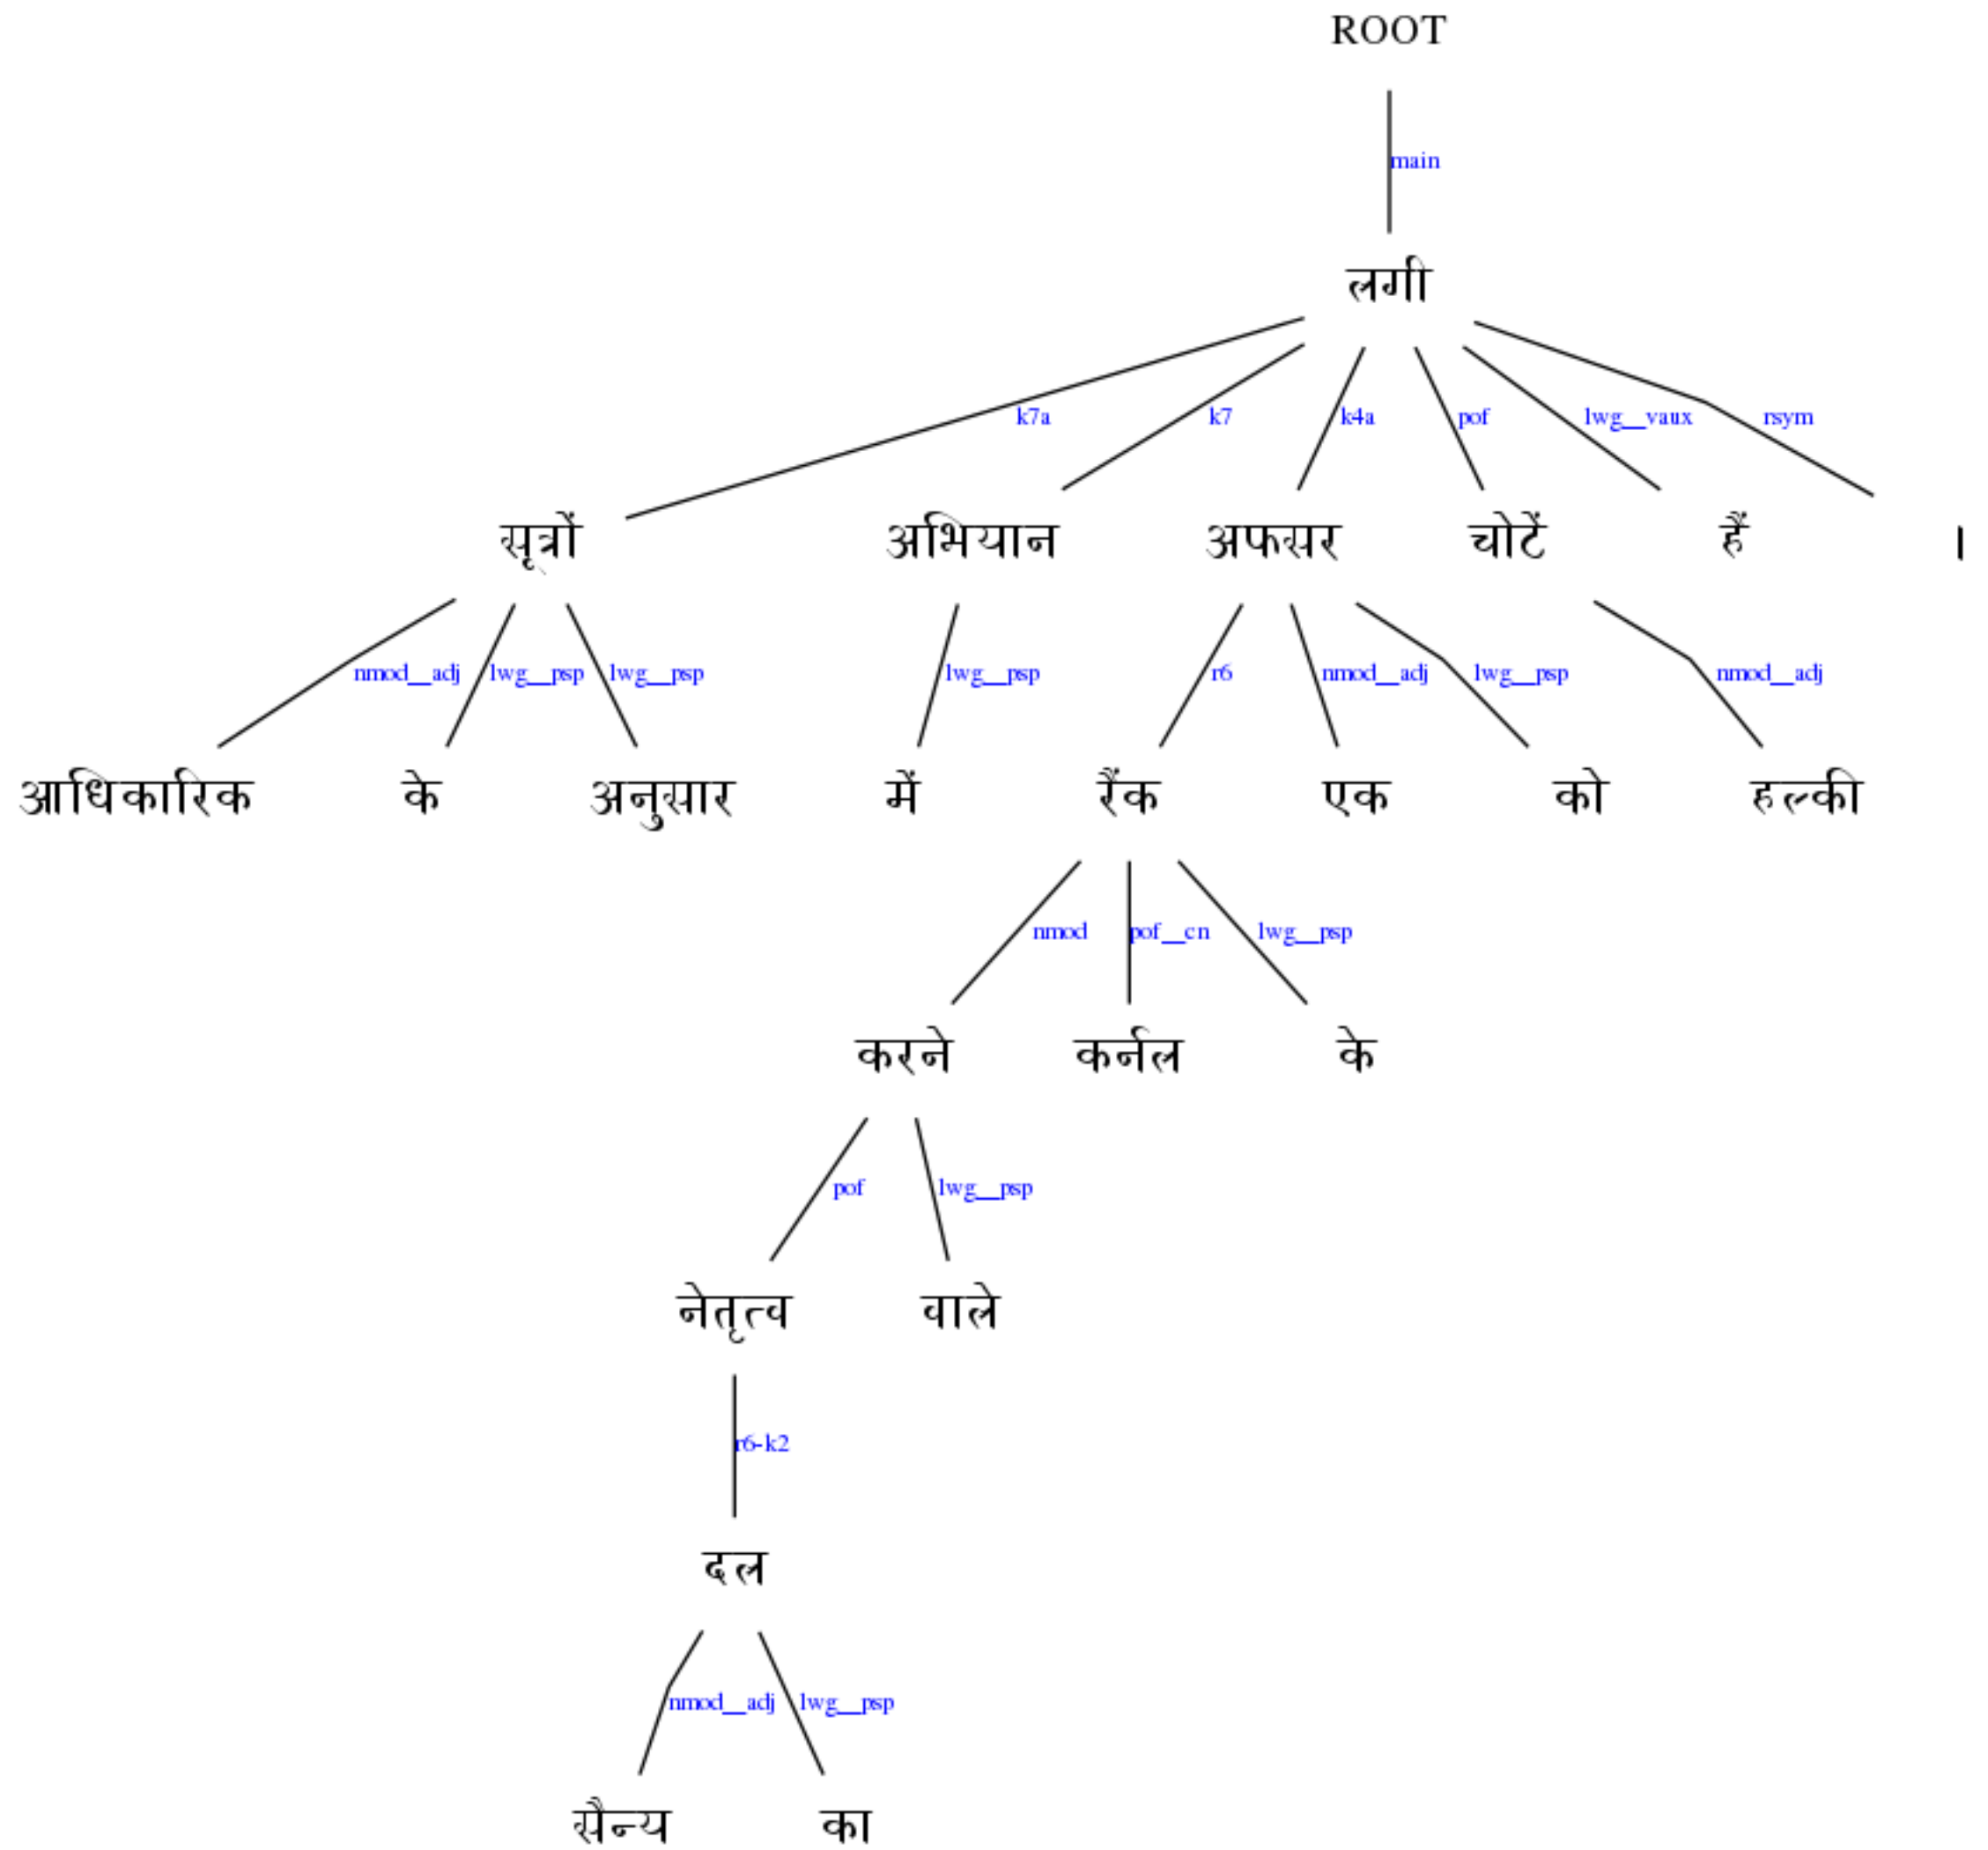 ROOT
main
लगी
k7a k7 k4a pof lwg__vaux rsym
सूत्रों अभियान अफसर चोटें हैं ।
nmod__adj lwg__psp lwg__psp lwg__psp r6 nmod__adj lwg__psp nmod__adj
आधिकारिक के अनुसार में रैंक एक को हल्की
nmod pof__cn lwg__psp
करने कर्नल के
pof lwg__psp
नेतृत्व वाले
r6-k2
दल
nmod__adj lwg__psp
सैन्य का